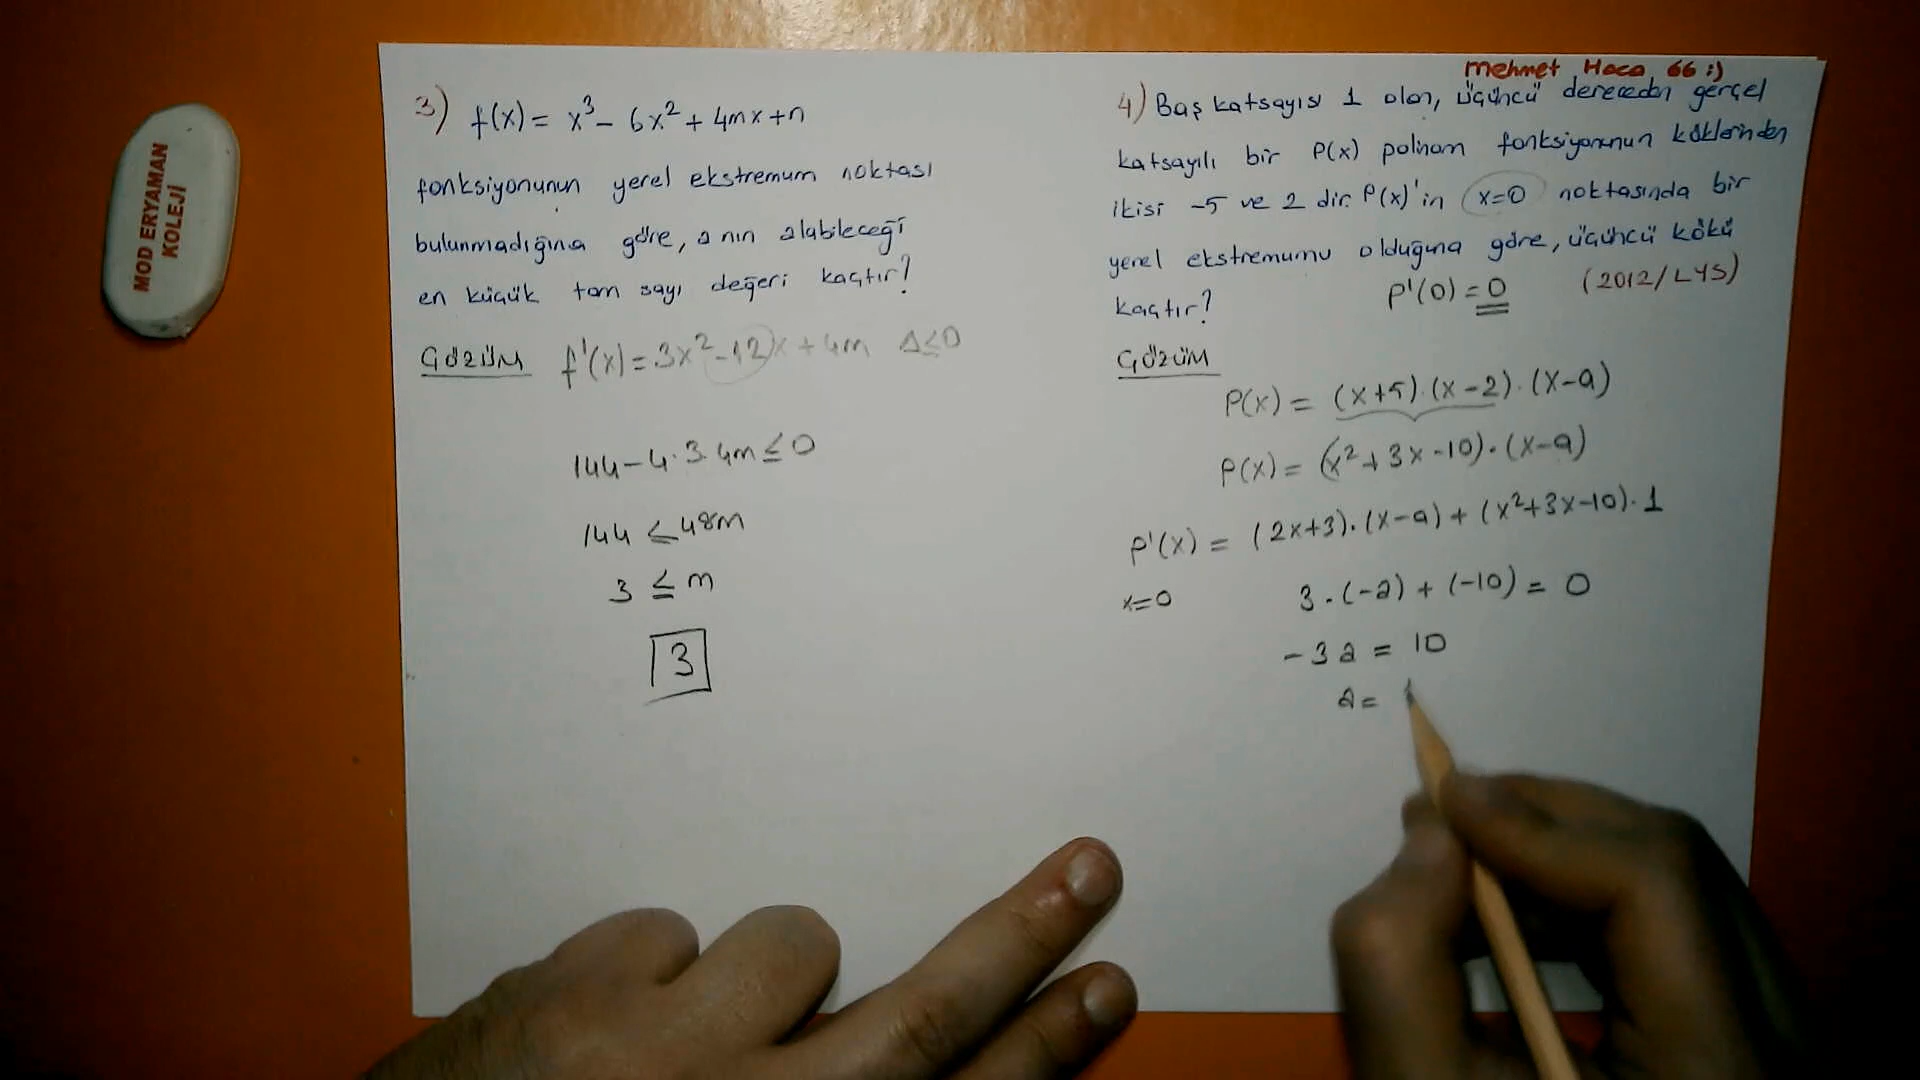 MOD ERYAMAN
KOLEJİ
3) f(x) = x³ - 6x² + 4mx + n
fonksiyonunun yerel ekstremum noktası
bulunmadığına göre, a nın alabileceği
en küçük tam sayı değeri kaçtır?
ÇÖZÜM f'(x) = 3x² - 12x + 4m Δ≤0
144 - 4.3.4m ≤ 0
144 ≤ 48m
3 ≤ m
3
Mehmet Hoca 66 :)
4) Baş katsayısı 1 olan, üçüncü dereceden gerçel
katsayılı bir P(x) polinom fonksiyonunun köklerinden
ikisi -5 ve 2 dir. P(x)'in x=0 noktasında bir
yerel ekstremumu olduğuna göre, üçüncü kökü
kaçtır? P'(0) = 0 (2012/LYS)
ÇÖZÜM
P(x) = (x+5).(x-2).(x-a)
P(x) = (x²+3x-10).(x-a)
P'(x) = (2x+3).(x-a) + (x²+3x-10).1
x=0 3.(-a) + (-10) = 0
-3a = 10
a =